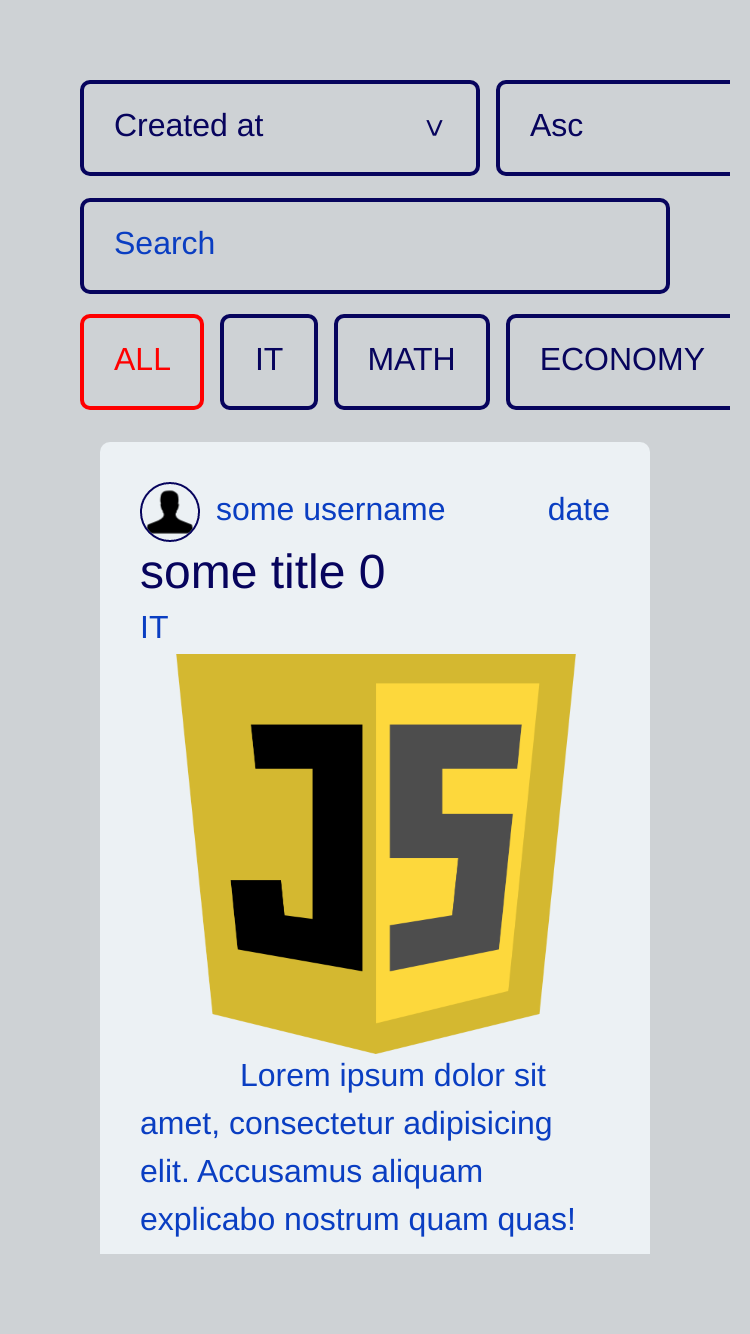 Created at v Asc
Search
ALL IT MATH ECONOMY
some username date
some title 0
IT
JS
Lorem ipsum dolor sit
amet, consectetur adipisicing
elit. Accusamus aliquam
explicabo nostrum quam quas!